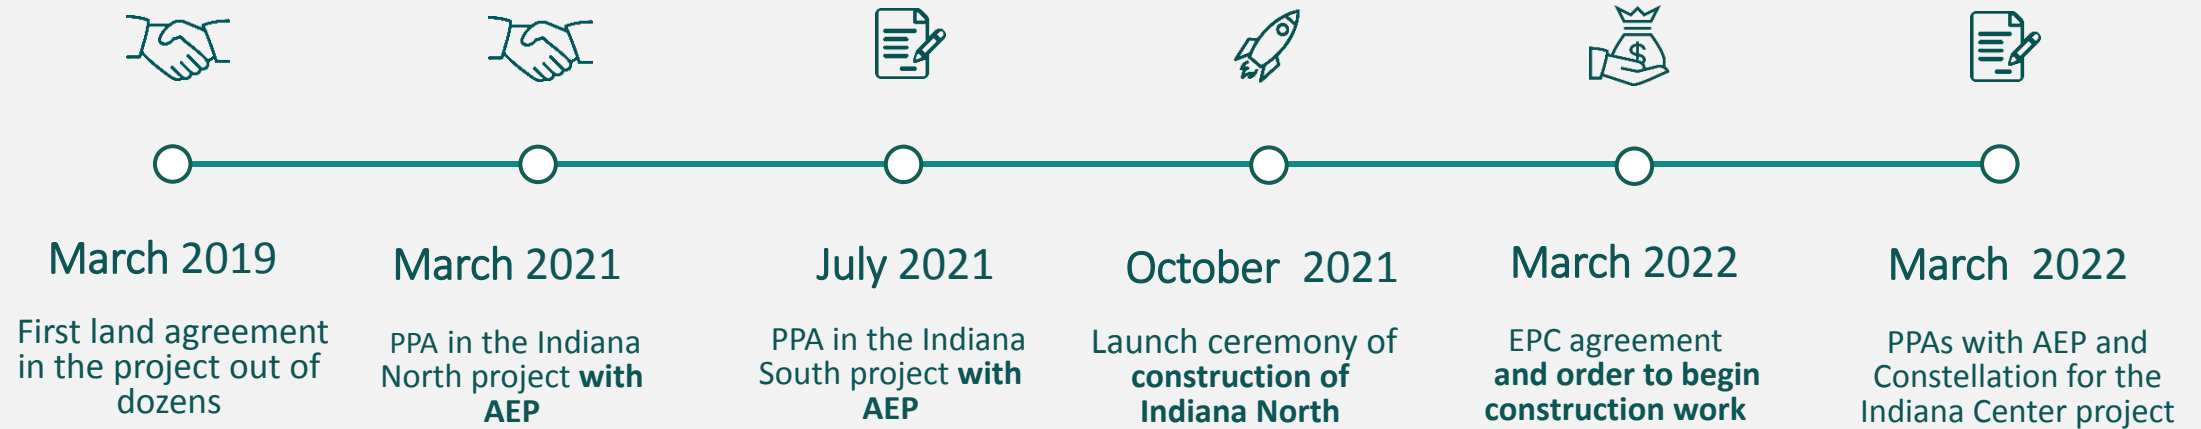 March 2019
First land agreement
in the project out of
dozens
March 2021
PPA in the Indiana
North project with
AEP
July 2021
PPA in the Indiana
South project with
AEP
October 2021
Launch ceremony of
construction of
Indiana North
$
March 2022
EPC agreement
and order to begin
construction work
March 2022
PPAs with AEP and
Constellation for the
Indiana Center project